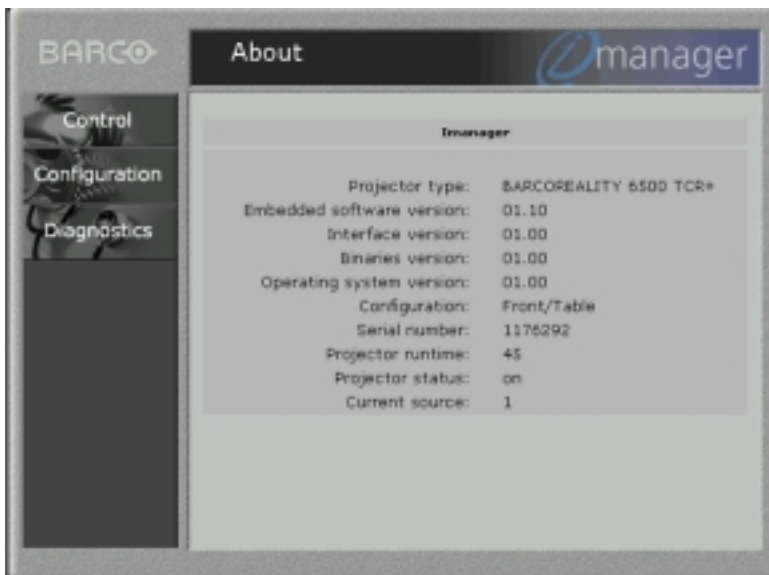 BARCO
About
imanager
Control
Configuration
Diagnostics
Imanager
Projector type: BARCOREALITY 6500 TCR+
Embedded software version: 01.10
Interface version: 01.00
Binaries version: 01.00
Operating system version: 01.00
Configuration: Front/Table
Serial number: 1176292
Projector runtime: 45
Projector status: on
Current source: 1